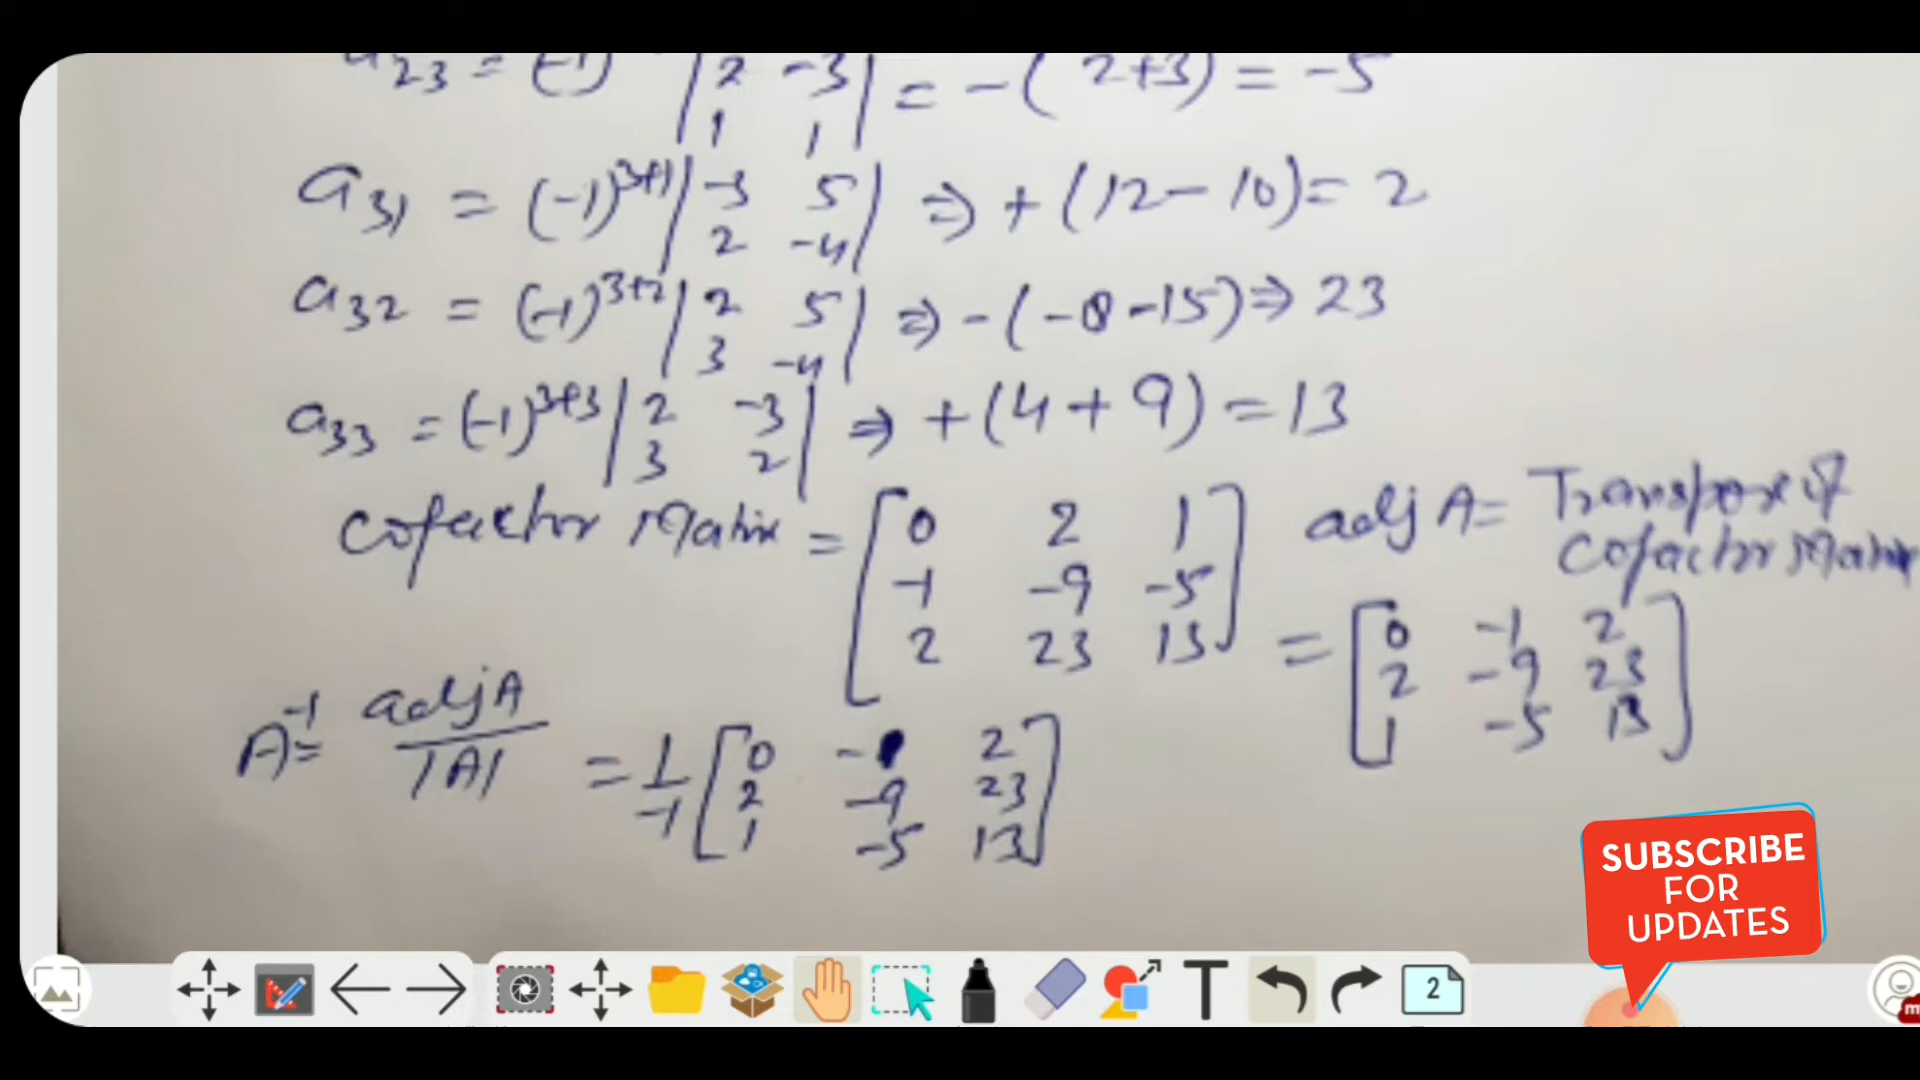 a₂₃ = (-1) |2 -3| = -( 2+3) = -5
1 1
a₃₁ = (-1)³⁺¹ |-3 5| ⇒ +(12-10) = 2
2 -4
a₃₂ = (-1)³⁺² |2 5| ⇒ -(-8-15) ⇒ 23
3 -4
a₃₃ = (-1)³⁺³ |2 -3| ⇒ +(4+9) = 13
3 2
Cofactor Matrix = [0 2 1
-1 -9 -5
2 23 13]
adj A = Transpose of
Cofactor Matrix
= [0 -1 2
2 -9 23
1 -5 13]
A⁻¹ = adj A / |A| = 1/-1 [0 -1 2
2 -9 23
1 -5 13]
SUBSCRIBE
FOR
UPDATES
T
2